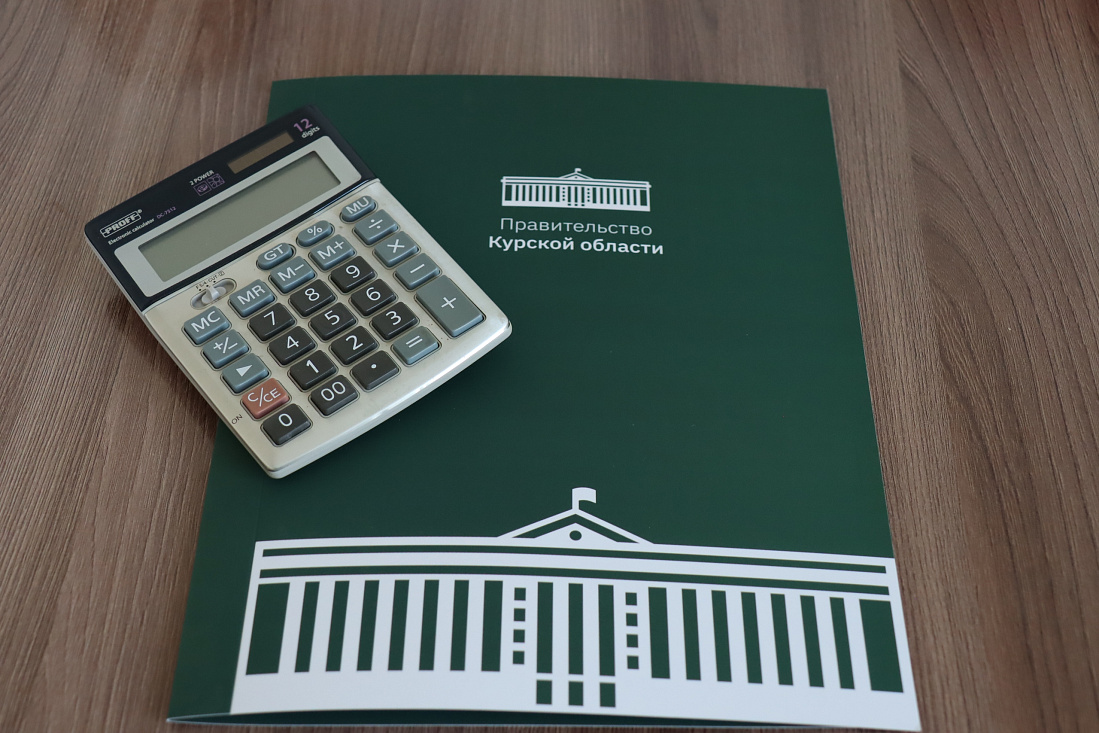 12
digits
2 POWER
PROFF®
Electronic calculator DC-7512
GT % MU
MR M− M+ ÷
MC 7 8 9 ×
+/− 4 5 6 −
▶ 1 2 3 +
C/CE 0 00 • =
ON
Правительство
Курской области